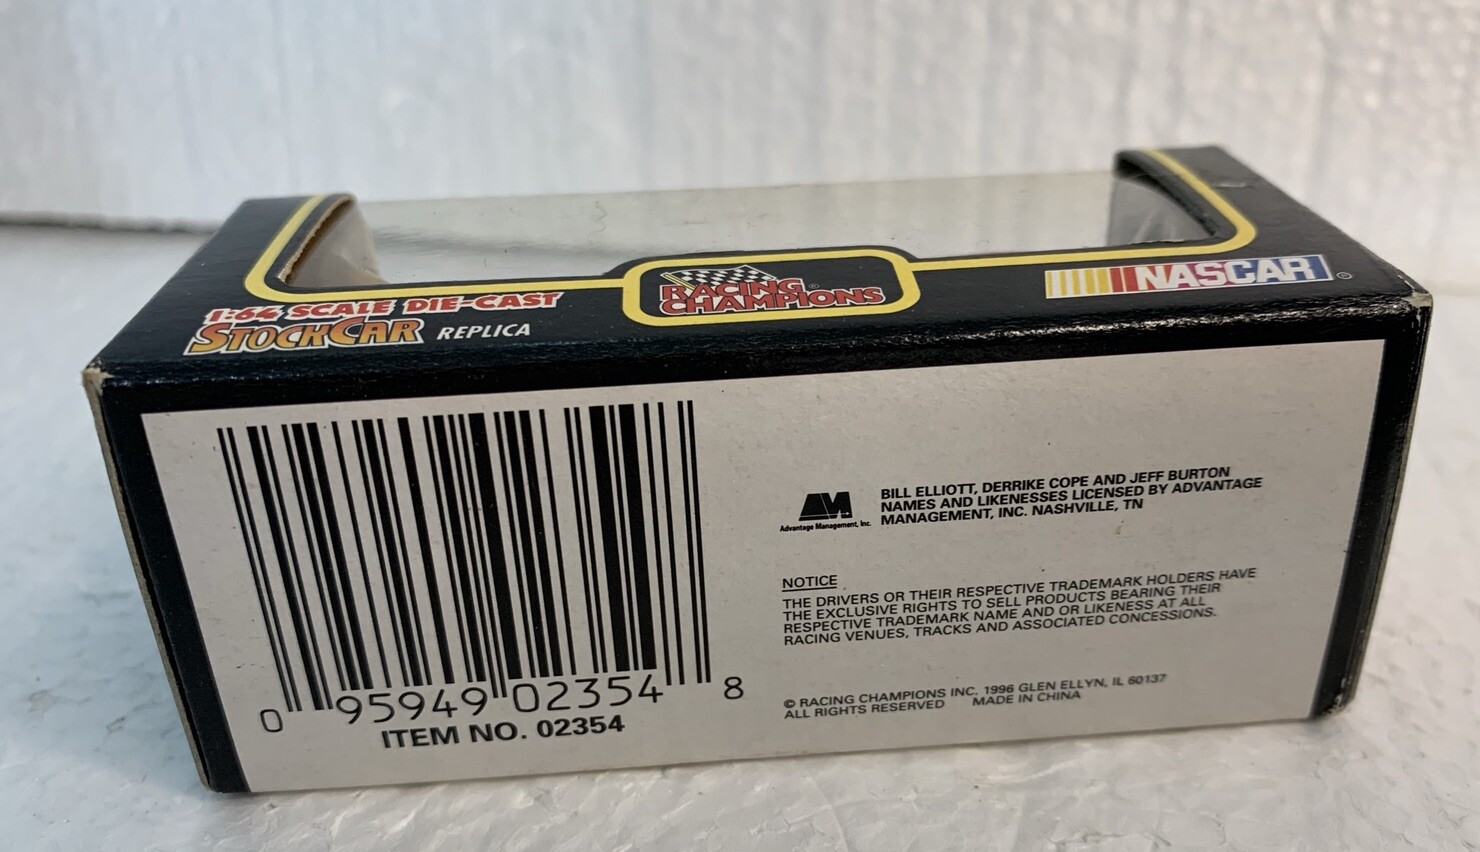 1:64 SCALE DIE-CAST
STOCKCAR REPLICA
RACING®
CHAMPIONS
NASCAR®
AM
Advantage Management, Inc.
BILL ELLIOTT, DERRIKE COPE AND JEFF BURTON
NAMES AND LIKENESSES LICENSED BY ADVANTAGE
MANAGEMENT, INC. NASHVILLE, TN
NOTICE
THE DRIVERS OR THEIR RESPECTIVE TRADEMARK HOLDERS HAVE
THE EXCLUSIVE RIGHTS TO SELL PRODUCTS BEARING THEIR
RESPECTIVE TRADEMARK NAME AND OR LIKENESS AT ALL
RACING VENUES, TRACKS AND ASSOCIATED CONCESSIONS.
© RACING CHAMPIONS INC. 1996 GLEN ELLYN, IL 60137
ALL RIGHTS RESERVED MADE IN CHINA
0 95949 02354 8
ITEM NO. 02354